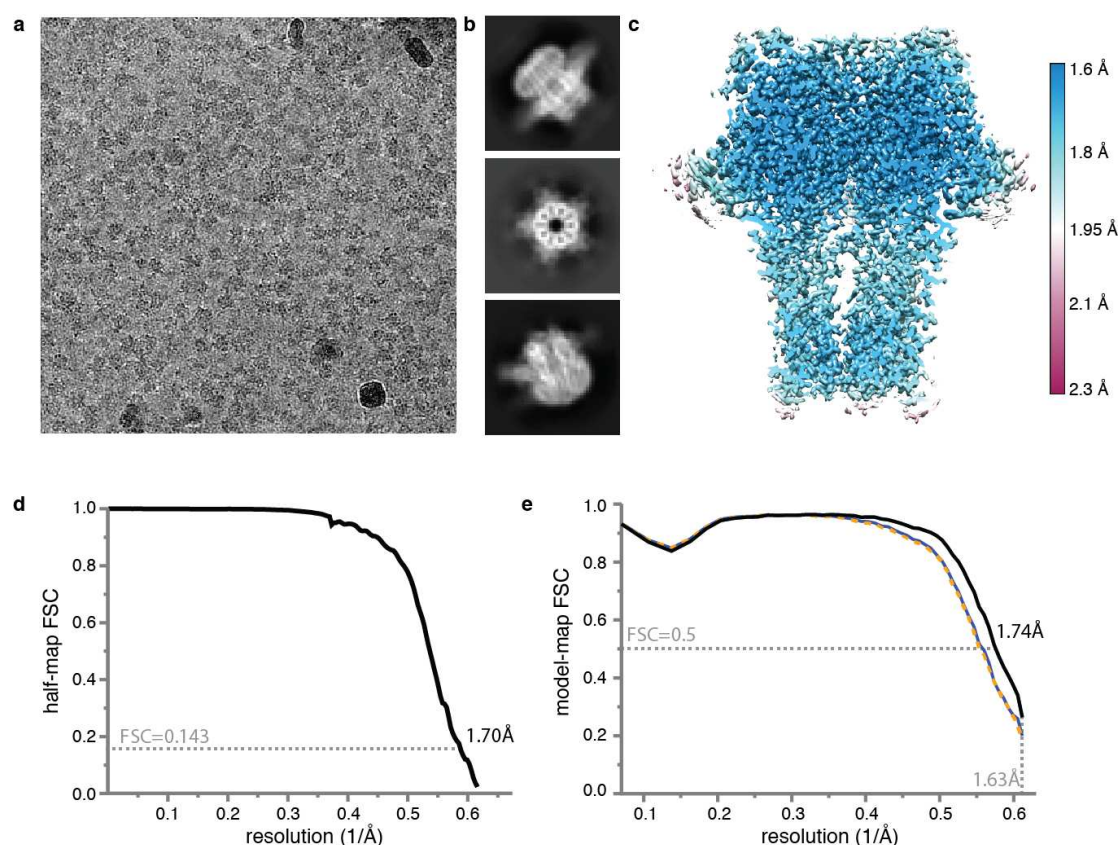 a
b
c
1.6 Å
1.8 Å
1.95 Å
2.1 Å
2.3 Å
d
1.0
0.8
0.6
0.4
0.2
0.0
half-map FSC
FSC=0.143
1.70Å
0.1
0.2
0.3
0.4
0.5
0.6
resolution (1/Å)
e
1.0
0.8
0.6
0.4
0.2
0.0
model-map FSC
FSC=0.5
1.74Å
1.63Å
0.1
0.2
0.3
0.4
0.5
0.6
resolution (1/Å)